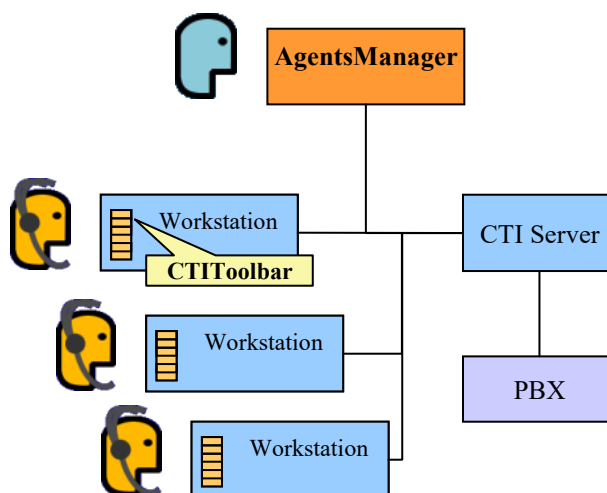 AgentsManager
Workstation
CTI Server
CTIToolbar
Workstation
PBX
Workstation